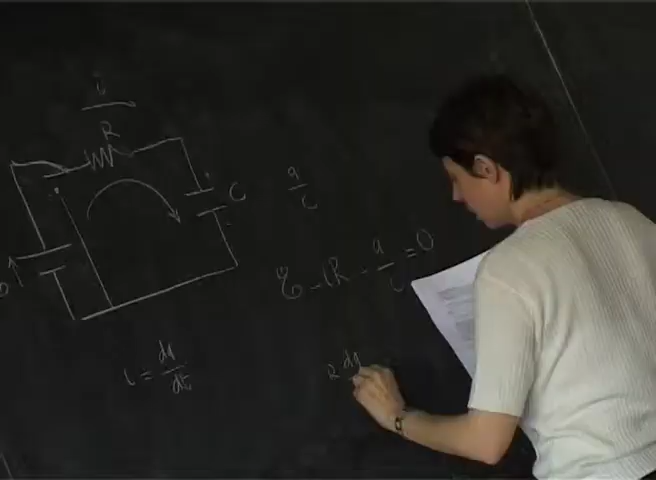 i
R
C
q/C
ℰ - iR - q/C = 0
i = dq/dt
R dq